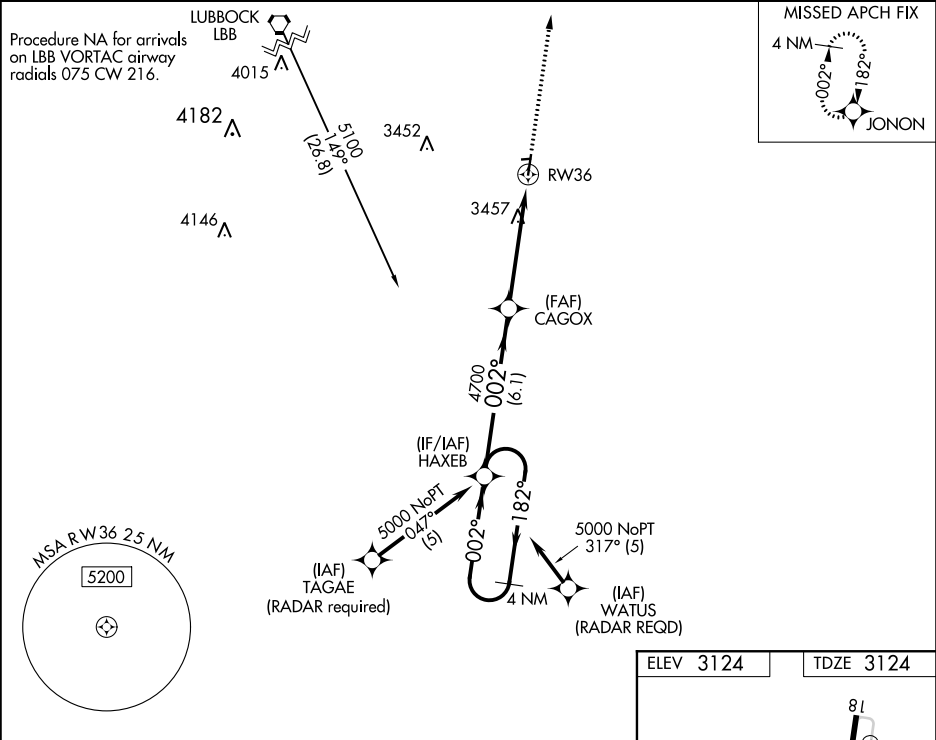 LUBBOCK
LBB
Procedure NA for arrivals
on LBB VORTAC airway
radials 075 CW 216.
4015
4182
3452
4146
5100
149°
(26.8)
MISSED APCH FIX
4 NM
002°
182°
JONON
RW36
3457
(FAF)
CAGOX
4700
002°
(6.1)
(IF/IAF)
HAXEB
5000 NoPT
047°
(5)
(IAF)
TAGAE
(RADAR required)
002°
182°
4 NM
5000 NoPT
317° (5)
(IAF)
WATUS
(RADAR REQD)
MSA RW36 25 NM
5200
ELEV 3124
TDZE 3124
18